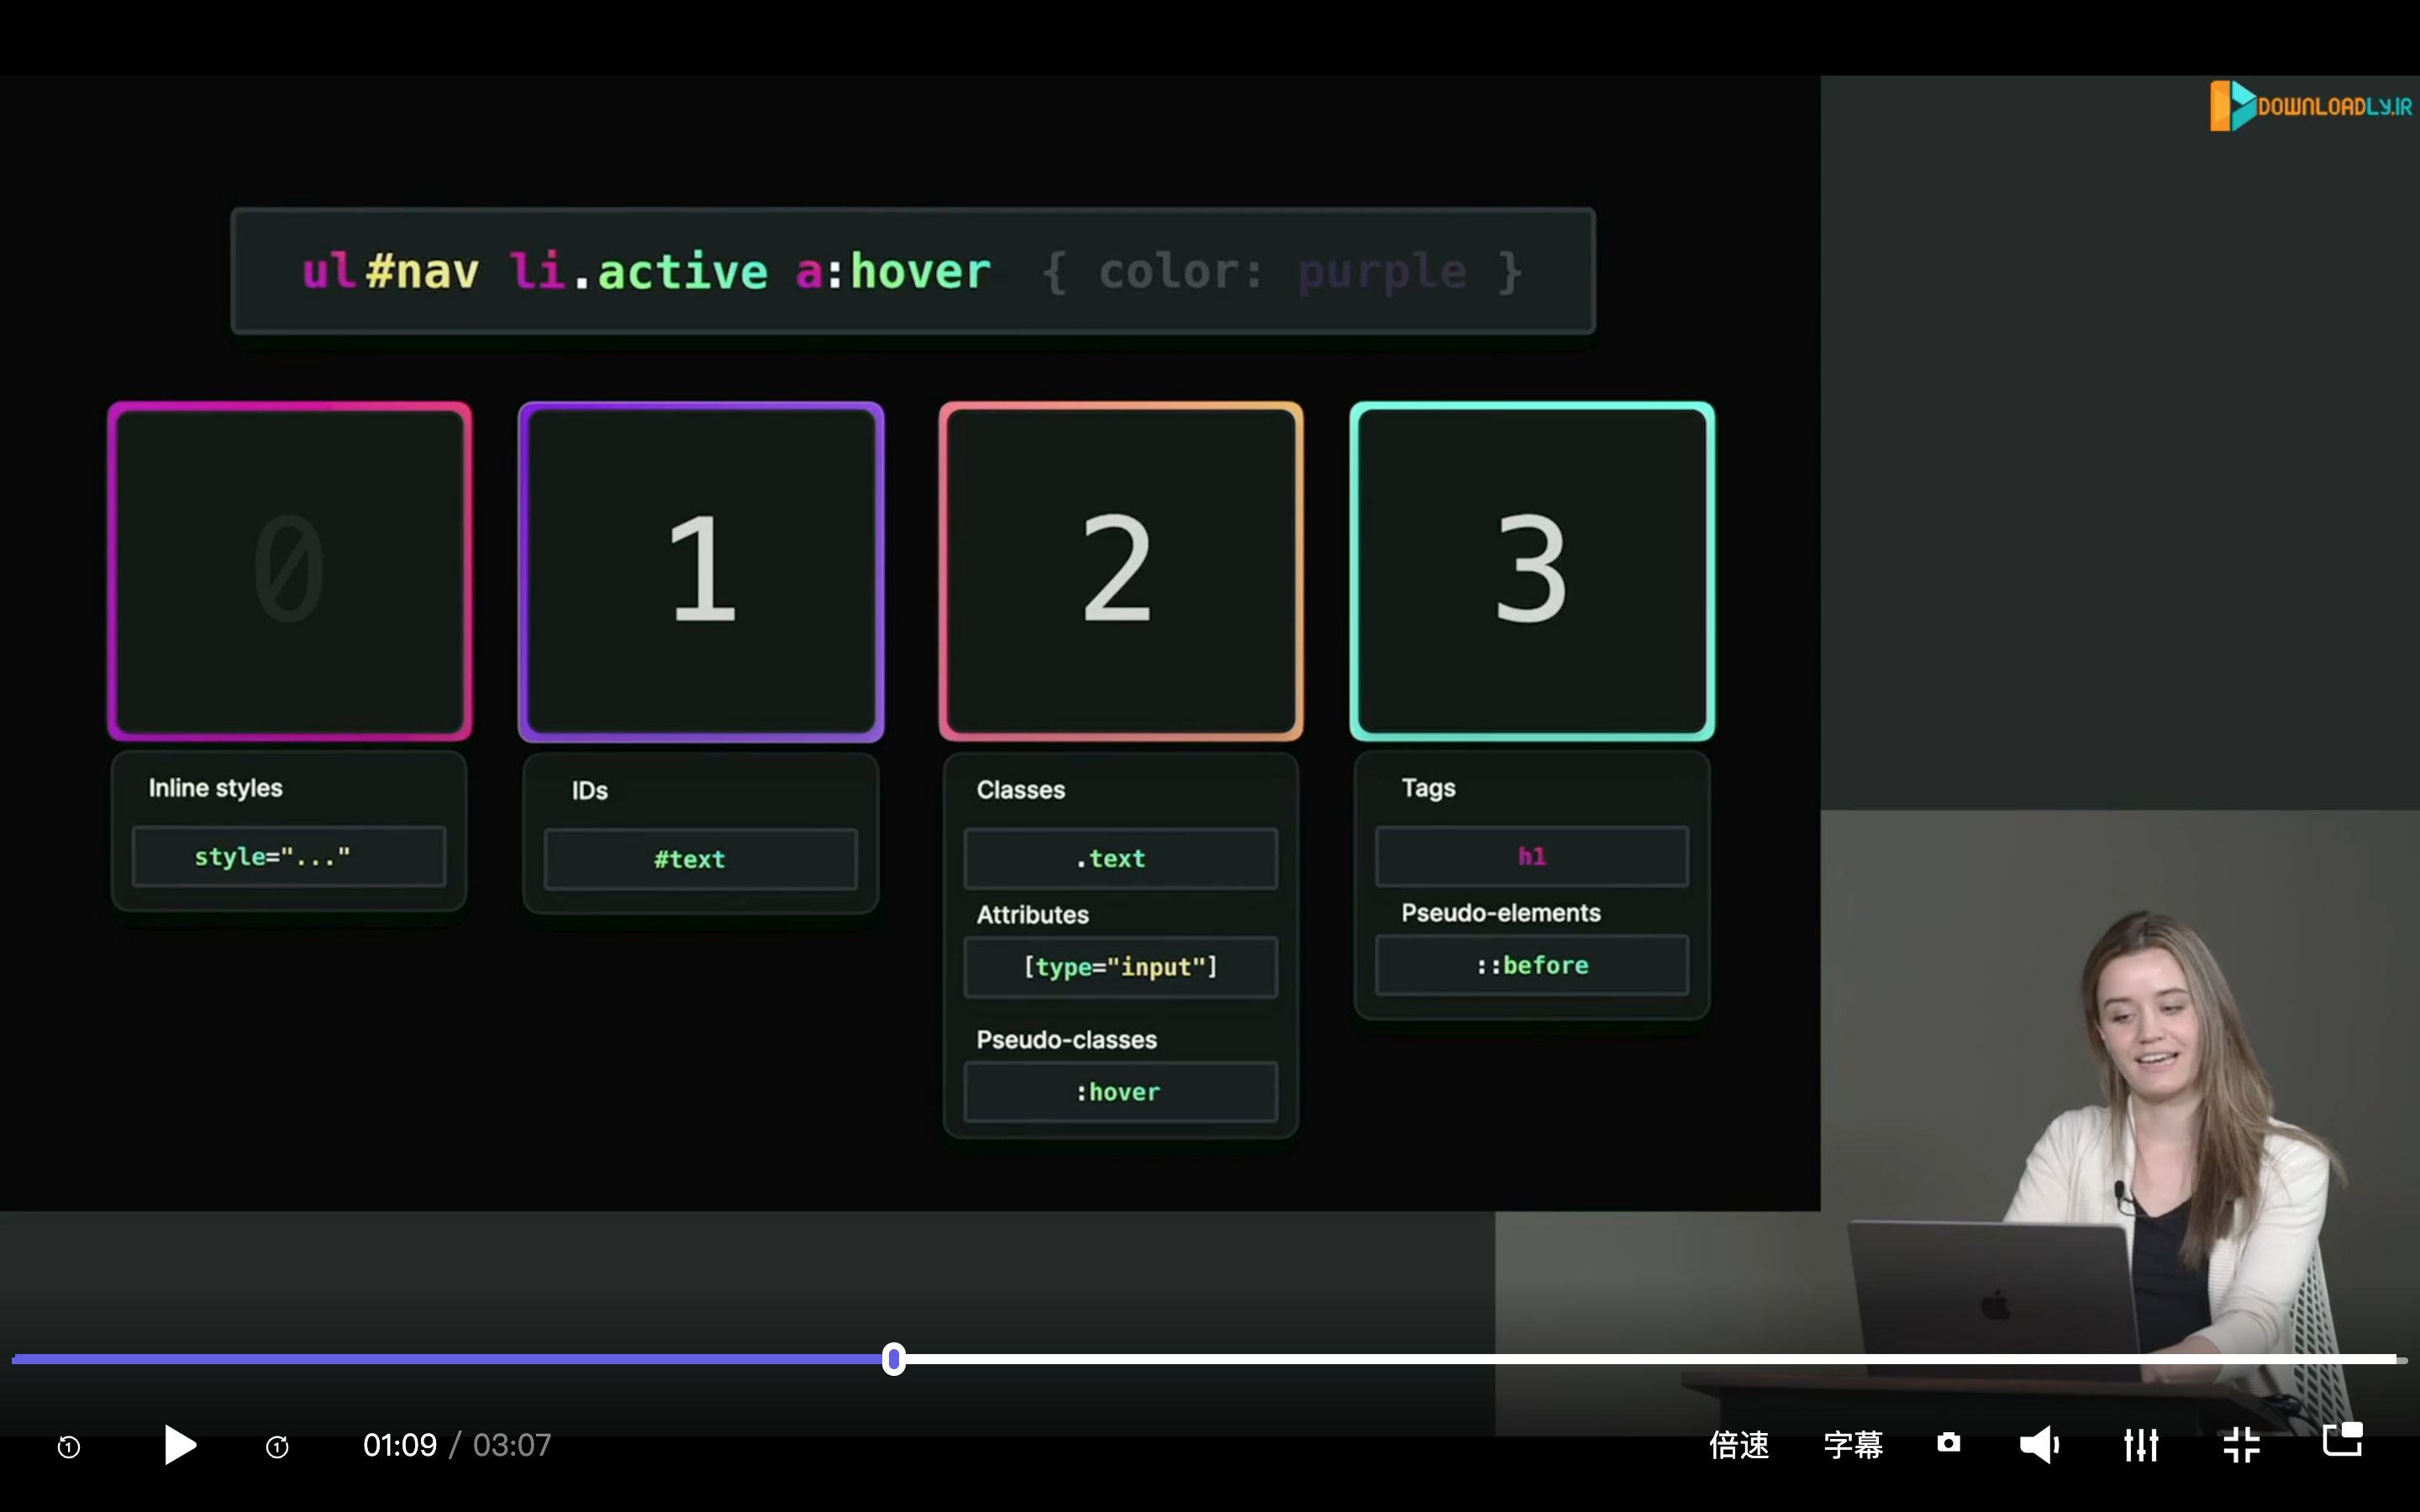 DOWNLOADLY.IR
ul#nav li.active a:hover { color: purple }
0
1
2
3
Inline styles
style="..."
IDs
#text
Classes
.text
Attributes
[type="input"]
Pseudo-classes
:hover
Tags
h1
Pseudo-elements
::before
1
1
01:09 / 03:07
倍速
字幕